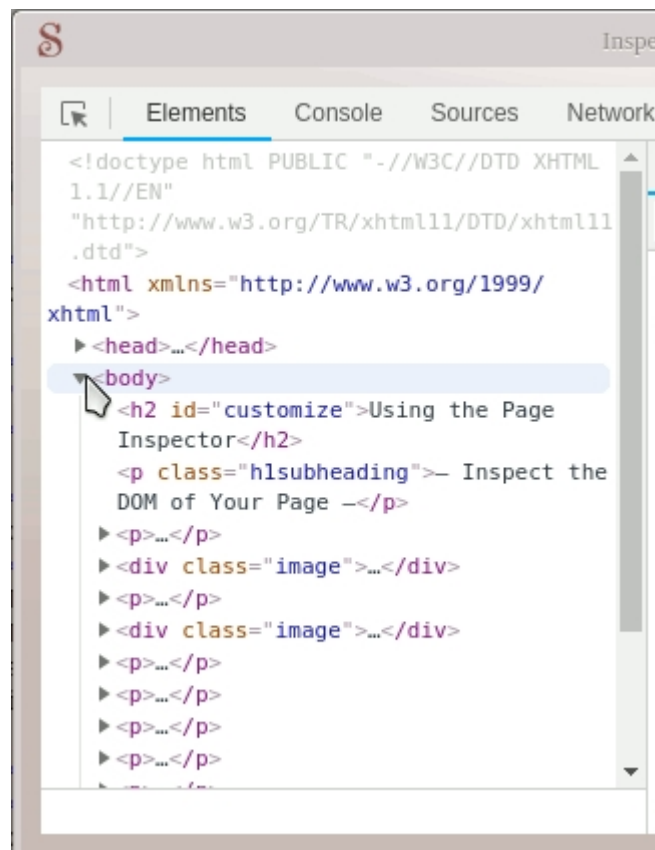 S
Inspe
Elements Console Sources Network
<!doctype html PUBLIC "-//W3C//DTD XHTML
1.1//EN"
"http://www.w3.org/TR/xhtml11/DTD/xhtml11
.dtd">
<html xmlns="http://www.w3.org/1999/
xhtml">
<head>…</head>
<body>
<h2 id="customize">Using the Page
Inspector</h2>
<p class="h1subheading">— Inspect the
DOM of Your Page —</p>
<p>…</p>
<div class="image">…</div>
<p>…</p>
<div class="image">…</div>
<p>…</p>
<p>…</p>
<p>…</p>
<p>…</p>